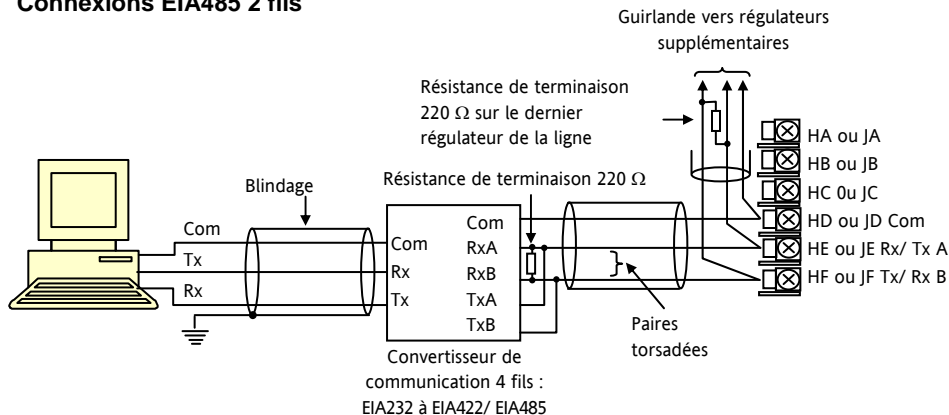 Connexions EIA485 2 fils
Guirlande vers régulateurs
supplémentaires
Résistance de terminaison
220 Ω sur le dernier
régulateur de la ligne
Blindage
Résistance de terminaison 220 Ω
Com
Tx
Rx
Com
Rx
Tx
Com
RxA
RxB
TxA
TxB
HA ou JA
HB ou JB
HC 0u JC
HD ou JD Com
HE ou JE Rx/ Tx A
HF ou JF Tx/ Rx B
Paires
torsadées
Convertisseur de
communication 4 fils :
EIA232 à EIA422/ EIA485